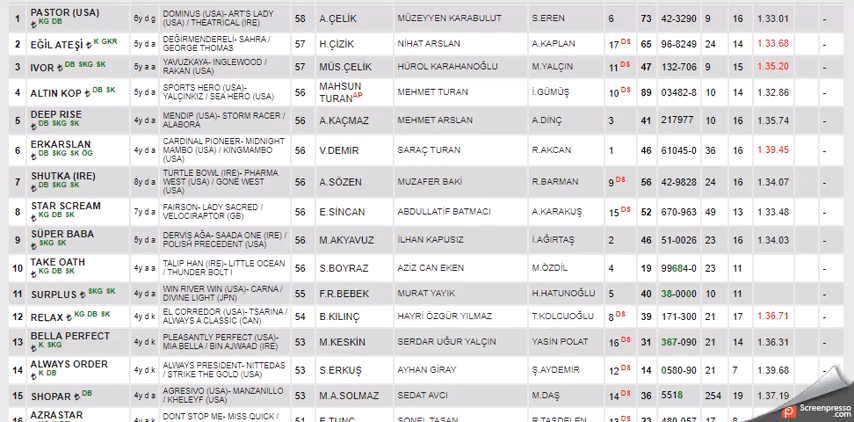 1 PASTOR (USA) ₺ KG DB 6y d g DOMINUS (USA)- ART'S LADY (USA) / THEATRICAL (IRE) 58 A.ÇELİK MÜZEYYEN KARABULUT S.EREN 6 73 42-3290 9 16 1.33.01 -
2 EĞİL ATEŞİ ₺ K GKR 5y d a DEĞİRMENDERELİ- SAHRA / GEORGE THOMAS 57 H.ÇİZİK NİHAT ARSLAN A.KAPLAN 17 DS 65 96-8249 24 16 1.33.68 -
3 IVOR ₺ DB SKG SK 5y a a YAVUZKAYA- INGLEWOOD / RAKAN (USA) 57 MÜS.ÇELİK HÜROL KARAHANOĞLU M.YALÇIN 11 DS 47 132-706 9 15 1.35.20 -
4 ALTIN KOP ₺ DB SK 5y d a SPORTS HERO (USA)- YALÇINKIZ / SEA HERO (USA) 56 MAHSUN TURAN AP MEHMET TURAN İ.GÜMÜŞ 10 DS 89 03482-8 10 14 1.32.86 -
5 DEEP RISE ₺ DB SKG SK 4y d a MENDIP (USA)- STORM RACER / ALABORA 56 A.KAÇMAZ MEHMET ARSLAN A.DİNÇ 3 41 217977 10 16 1.35.74 -
6 ERKARSLAN ₺ DB SKG SK ÖG 4y d a CARDINAL PIONEER- MIDNIGHT MAMBO (USA) / KINGMAMBO (USA) 56 V.DEMİR SARAÇ TURAN R.AKCAN 1 46 61045-0 36 16 1.39.45 -
7 SHUTKA (IRE) ₺ DB SKG SK 8y d a TURTLE BOWL (IRE)- PHARMA WEST (USA) / GONE WEST (USA) 56 A.SÖZEN MUZAFER BAKİ R.BARMAN 9 DS 56 42-9828 24 16 1.34.07 -
8 STAR SCREAM ₺ KG DB SK 7y d a FAIRSON- LADY SACRED / VELOCIRAPTOR (GB) 56 E.SİNCAN ABDULLATİF BATMACI A.KARAKUŞ 15 DS 52 670-963 49 13 1.33.48 -
9 SÜPER BABA ₺ SKG SK 5y d a DERVİŞ AĞA- SAADA ONE (IRE) / POLISH PRECEDENT (USA) 56 M.AKYAVUZ İLHAN KAPUSIZ İ.AĞIRTAŞ 2 46 51-0026 23 16 1.34.03 -
10 TAKE OATH ₺ KG DB SK 4y a a TALIP HAN (IRE)- LITTLE OCEAN / THUNDER BOLT I 56 S.BOYRAZ AZİZ CAN EKEN M.ÖZDİL 4 19 99684-0 23 11 -
11 SURPLUS ₺ SKG SK 4y d a WIN RIVER WIN (USA)- CARNA / DIVINE LIGHT (JPN) 55 F.R.BEBEK MURAT YAYIK H.HATUNOĞLU 5 40 38-0000 10 11 -
12 RELAX ₺ KG DB SK 4y d k EL CORREDOR (USA)- TSARINA / ALWAYS A CLASSIC (CAN) 54 B.KILINÇ HAYRİ ÖZGÜR YILMAZ T.KOLCUOĞLU 8 DS 39 171-300 21 17 1.36.71 -
13 BELLA PERFECT ₺ K SKG 4y d k PLEASANTLY PERFECT (USA)- MIA BELLA / BIN AJWAAD (IRE) 53 M.KESKİN SERDAR UĞUR YALÇIN YASİN POLAT 16 DS 31 367-090 21 14 1.36.31 -
14 ALWAYS ORDER ₺ K DB 4y d k ALWAYS PRESIDENT- NITTEDAS / STRIKE THE GOLD (USA) 53 S.ERKUŞ AYHAN GİRAY Ş.AYDEMİR 12 DS 14 0580-90 21 7 1.39.68
15 SHOPAR ₺ DB 4y d a AGRESIVO (USA)- MANZANILLO / KHELEYF (USA) 53 M.A.SOLMAZ SEDAT AVCI M.DAŞ 14 DS 36 5518 254 19 1.37.19
AZRASTAR DONT STOP ME- MISS QUICK /
Screenpresso.com